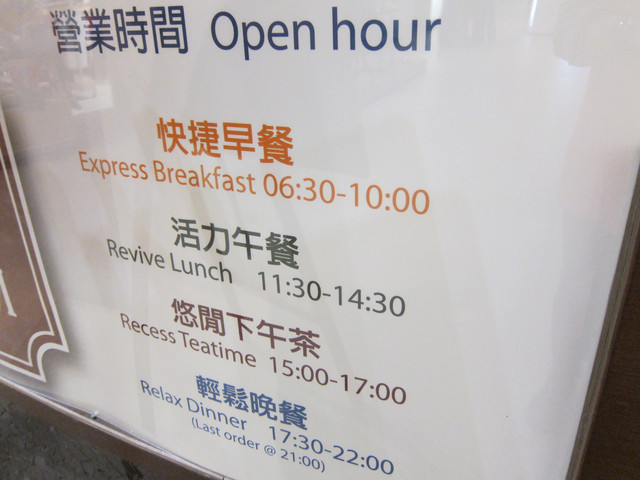 營業時間 Open hour
快捷早餐
Express Breakfast 06:30-10:00
活力午餐
Revive Lunch 11:30-14:30
悠閒下午茶
Recess Teatime 15:00-17:00
輕鬆晚餐
Relax Dinner 17:30-22:00
(Last order @ 21:00)